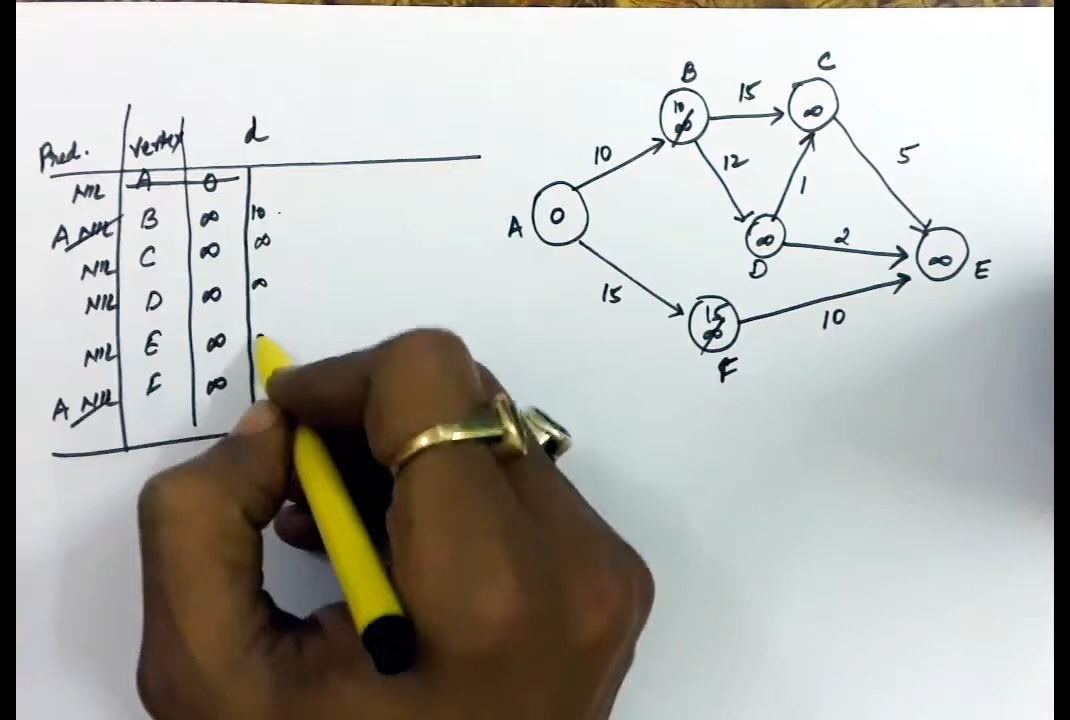 Pred. vertex d
NIL A 0
A NIL B ∞ 10
NIL C ∞ ∞
NIL D ∞ ∞
NIL E ∞
A NIL F ∞
C
B
15
10 ∞
∞
5
10
12
1
0
A
∞
D
2
∞
E
15
15
∞
10
F